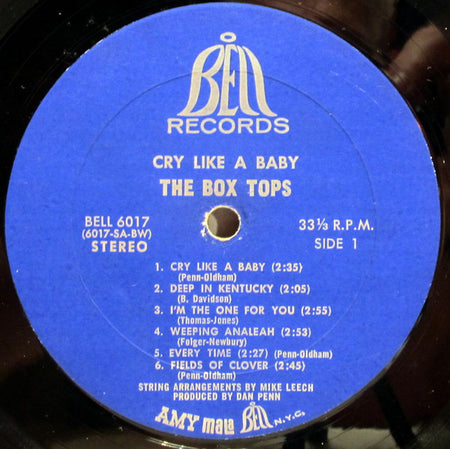 BELL
RECORDS
CRY LIKE A BABY
THE BOX TOPS
BELL 6017
(6017-SA-BW)
STEREO
33⅓ R.P.M.
SIDE 1
1. CRY LIKE A BABY (2:35)
(Penn-Oldham)
2. DEEP IN KENTUCKY (2:05)
(B. Davidson)
3. I'M THE ONE FOR YOU (2:55)
(Thomas-Jones)
4. WEEPING ANALEAH (2:53)
(Folger-Newbury)
5. EVERY TIME (2:27) (Penn-Oldham)
6. FIELDS OF CLOVER (2:45)
(Penn-Oldham)
STRING ARRANGEMENTS BY MIKE LEECH
PRODUCED BY DAN PENN
AMY mala BELL N.Y.C.